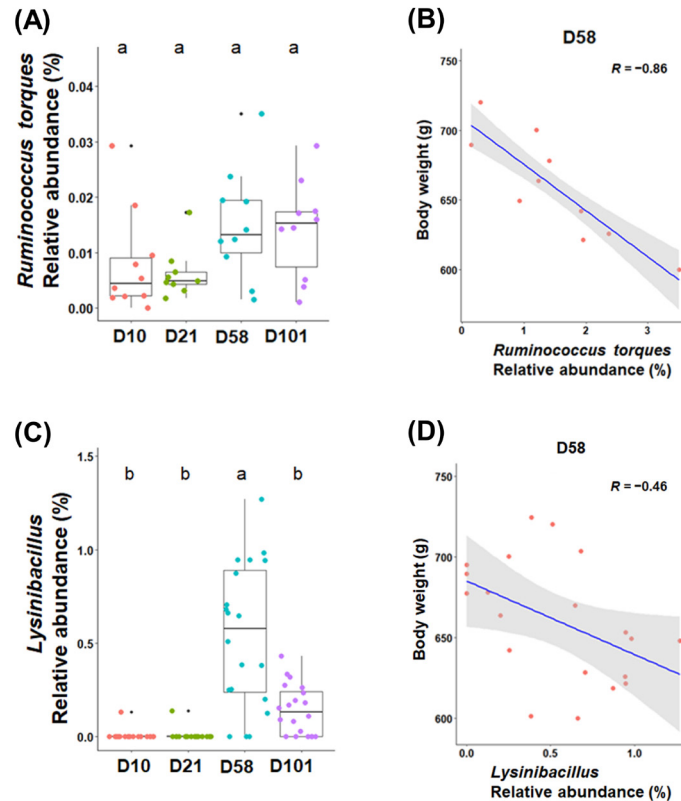 (A)
a a a a
Ruminococcus torques
Relative abundance (%)
0.04
0.03
0.02
0.01
0.00
D10 D21 D58 D101
(B)
D58
R = −0.86
Body weight (g)
750
700
650
600
0 1 2 3
Ruminococcus torques
Relative abundance (%)
(C)
b b a b
Lysinibacillus
Relative abundance (%)
1.5
1.0
0.5
0.0
D10 D21 D58 D101
(D)
D58
R = −0.46
Body weight (g)
750
700
650
600
0.0 0.5 1.0
Lysinibacillus
Relative abundance (%)